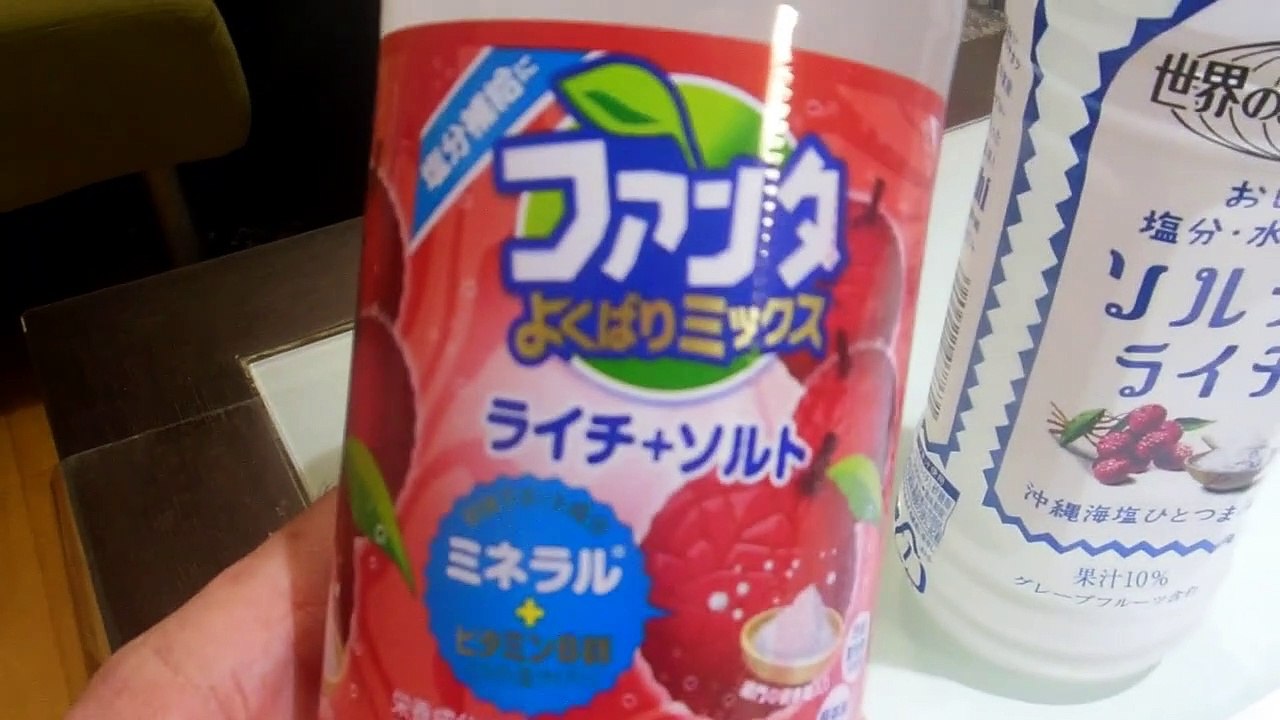 塩分補給に
ファンタ
よくばりミックス
ライチ+ソルト
ミネラル
+
ビタミンB群
世界の
お
塩分・水
ソル
ライチ
沖縄海塩ひとつま
果汁10%
グレープフルーツ含有